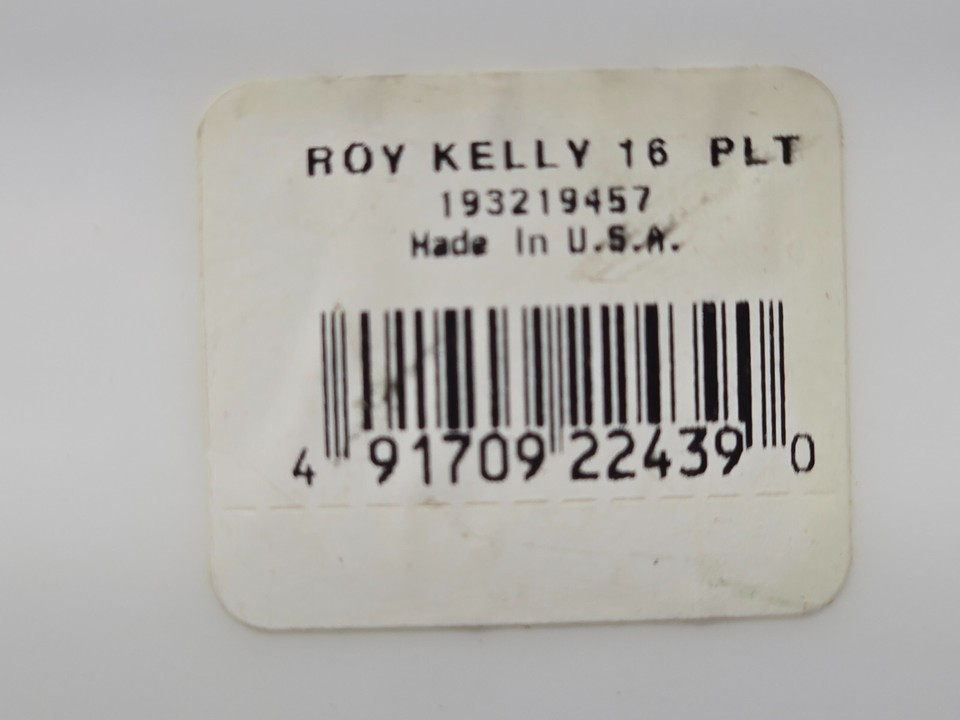 ROY KELLY 16 PLT
193219457
Made In U.S.A.
4 91709 22439 0